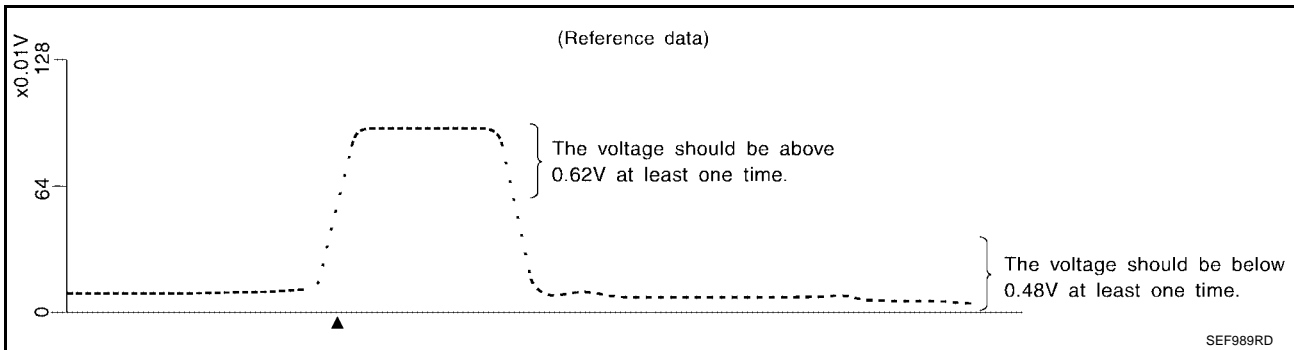 (Reference data)
x0.01V
128
64
0
The voltage should be above
0.62V at least one time.
The voltage should be below
0.48V at least one time.
SEF989RD